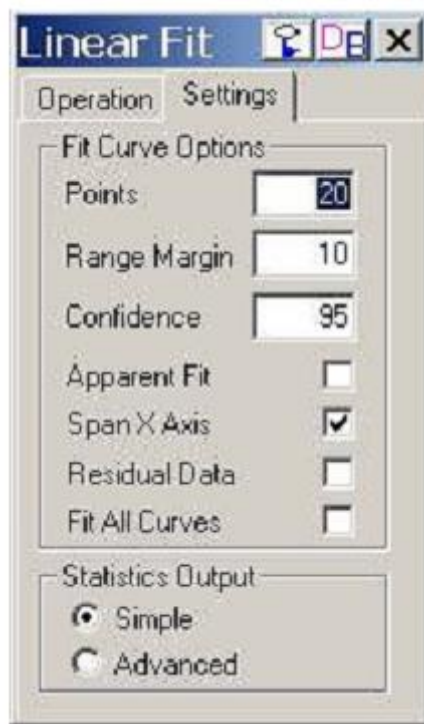 Linear Fit DB
Operation Settings
Fit Curve Options
Points 20
Range Margin 10
Confidence 95
Apparent Fit
Span X Axis
Residual Data
Fit All Curves
Statistics Output
Simple
Advanced